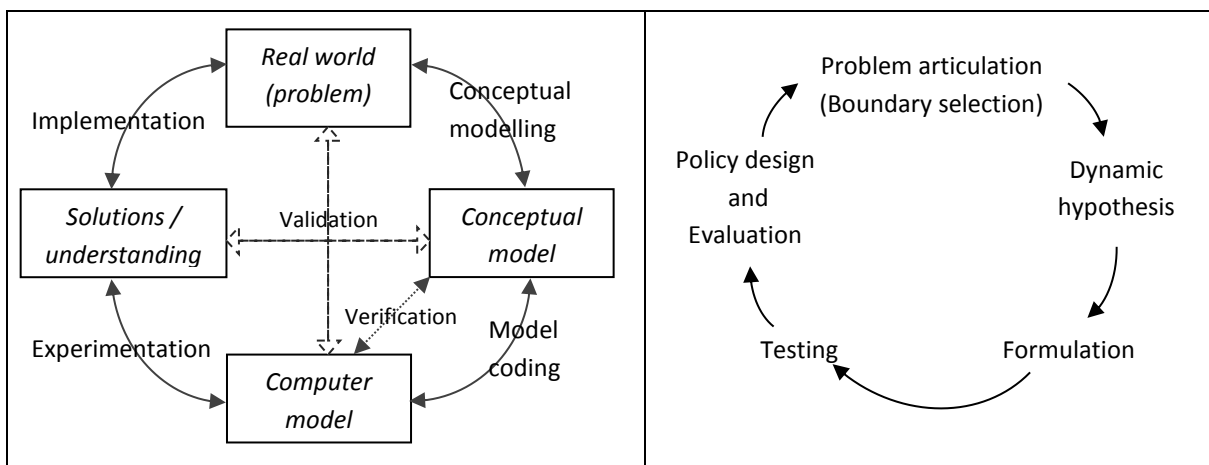 Real world
(problem)
Implementation
Conceptual
modelling
Solutions /
understanding
Validation
Conceptual
model
Verification
Experimentation
Model
coding
Computer
model
Problem articulation
(Boundary selection)
Policy design
and
Evaluation
Dynamic
hypothesis
Testing
Formulation